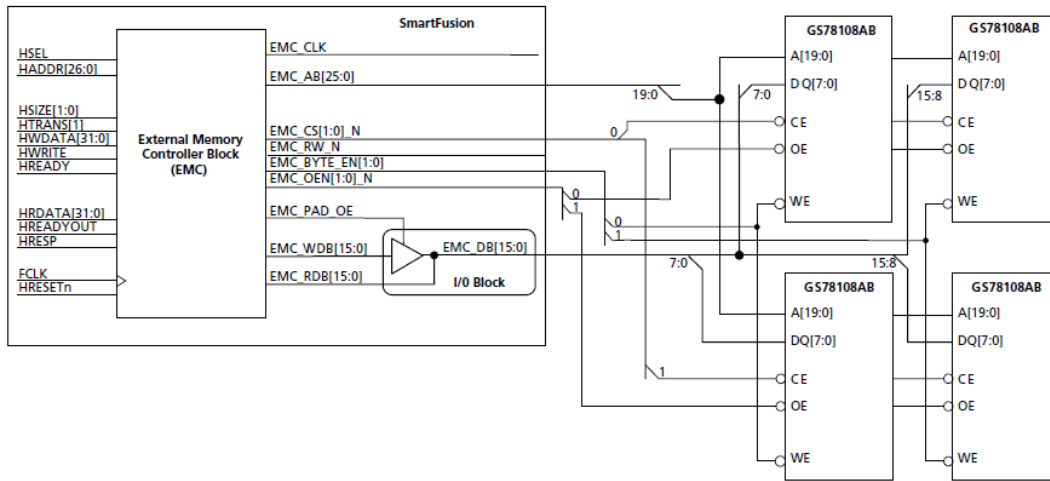 SmartFusion
HSEL
HADDR[26:0]
HSIZE[1:0]
HTRANS[1]
HWDATA[31:0]
HWRITE
HREADY
HRDATA[31:0]
HREADYOUT
HRESP
FCLK
HRESETn
External Memory
Controller Block
(EMC)
EMC_CLK
EMC_AB[25:0]
EMC_CS[1:0]_N
EMC_RW_N
EMC_BYTE_EN[1:0]
EMC_OEN[1:0]_N
EMC_PAD_OE
EMC_WDB[15:0]
EMC_RDB[15:0]
EMC_DB[15:0]
I/0 Block
19:0
7:0
15:8
0
0
1
0
1
7:0
15:8
1
GS78108AB
A[19:0]
DQ[7:0]
CE
OE
WE
GS78108AB
A[19:0]
DQ[7:0]
CE
OE
WE
GS78108AB
A[19:0]
DQ[7:0]
CE
OE
WE
GS78108AB
A[19:0]
DQ[7:0]
CE
OE
WE